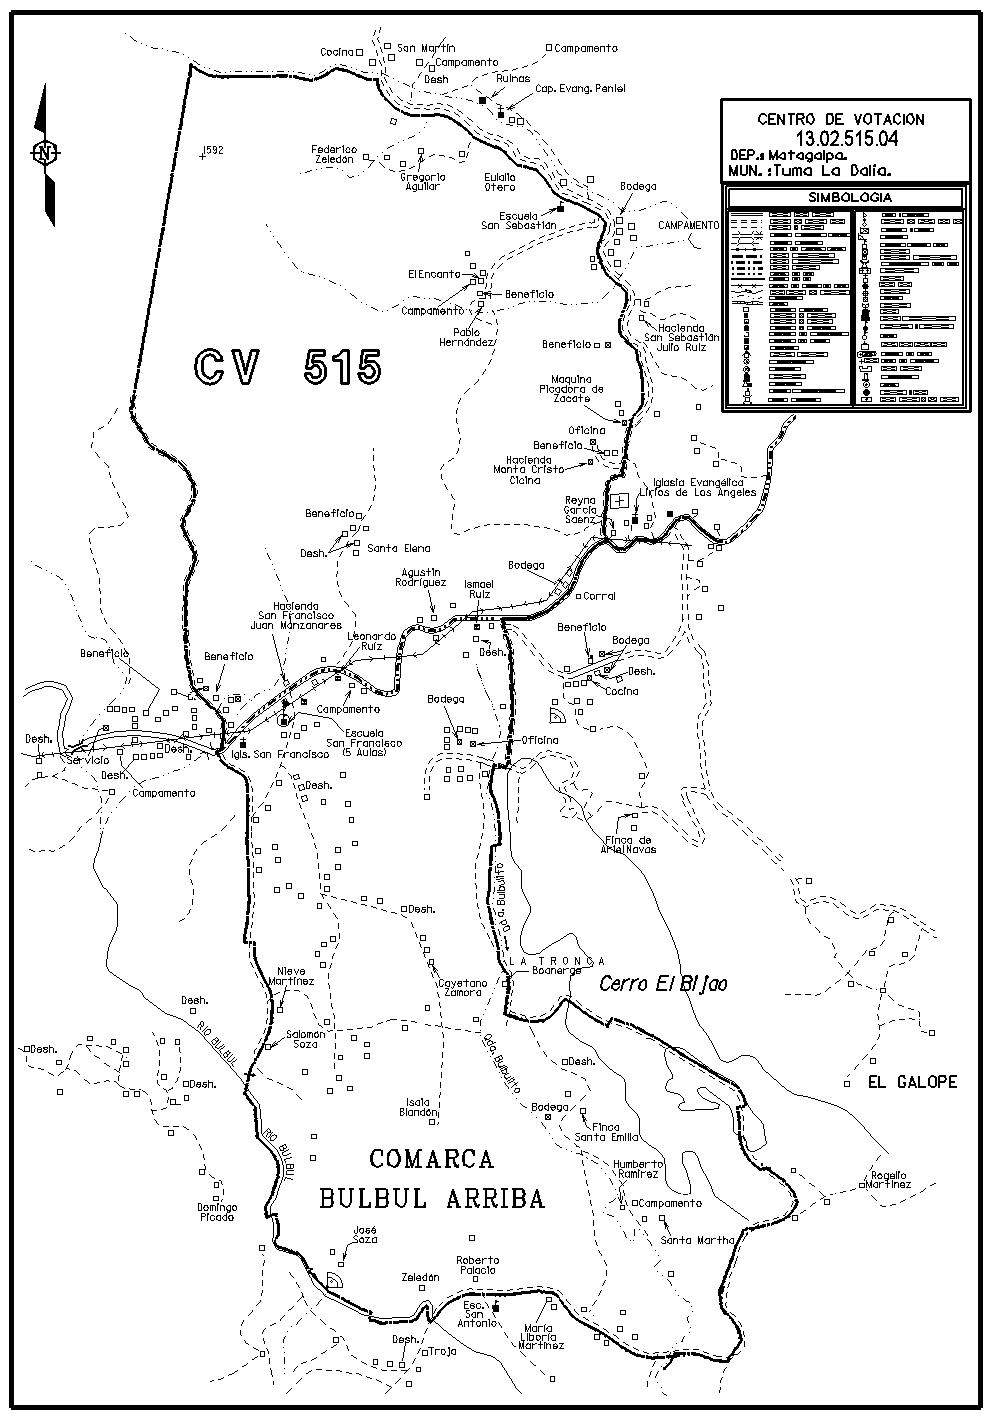 CENTRO DE VOTACION
13.02.515.04
DEP.: Matagalpa.
MUN. :Tuma La Dalia.
SIMBOLOGIA
N
Cocina
San Martín
Campamento
Campamento
Desh
Ruinas
Cap. Evang. Peniel
1592
Federico
Zeledón
Gregorio
Aguilar
Eulalia
Otero
Bodega
Escuela
San Sebastián
CAMPAMENTO
El Encanto
Beneficio
Campamento
Pablo
Hernández
Hacienda
San Sebastián
Julio Ruiz
Beneficio
CV 515
Maquina
Picadora de
Zacate
Oficina
Beneficio
Hacienda
Monta Cristo
Cicina
Iglasia Evangélica
Lirios de Los Angeles
Reyna
García
Saenz
Beneficio
Desh.
Santa Elena
Bodega
Agustín
Rodríguez
Ismael
Ruiz
Corral
Hacienda
San Francisco
Juan Manzanares
Leonardo
Ruiz
Beneficio
Bodega
Desh.
Desh.
Cocina
Beneficio
Beneficio
Campamento
Bodega
Oficina
Escuela
San Francisco
(5 Aulas)
Igls. San Francisco
Desh.
Servicio
Desh.
Desh.
Campamento
Desh.
Finca de
Ariel Navas
Desh.
Qda. Bulbulito
LA TRONCA
Boanerge
Cerro El Bijao
Cayetano
Zamora
Nieve
Martínez
Desh.
RIO BULBUL
Salomón
Soza
Desh.
Desh.
Qda. Bulbulito
Desh.
EL GALOPE
Isaia
Blandón
Bodega
Finca
Santa Emilia
RIO BULBUL
COMARCA
BULBUL ARRIBA
Humberto
Ramírez
Campamento
Santa Martha
Rogelio
Martínez
Domingo
Picado
José
Soza
Zeledón
Roberto
Palacio
Esc.
San
Antonio
María
Liboria
Martínez
Desh.
Troja